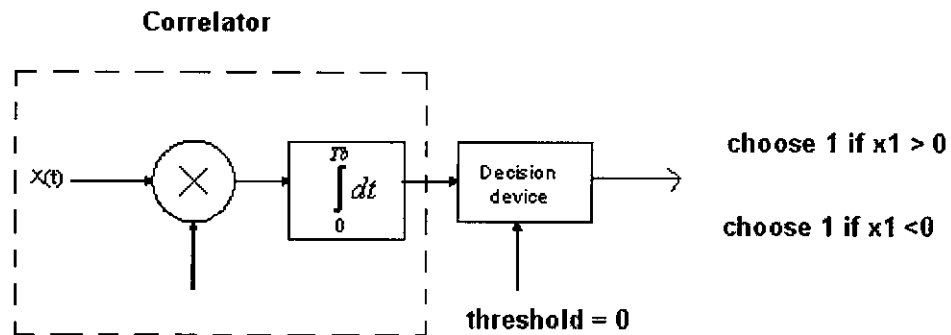 Correlator
X(t)
Tb
∫ dt
0
Decision
device
choose 1 if x1 > 0
choose 1 if x1 <0
threshold = 0